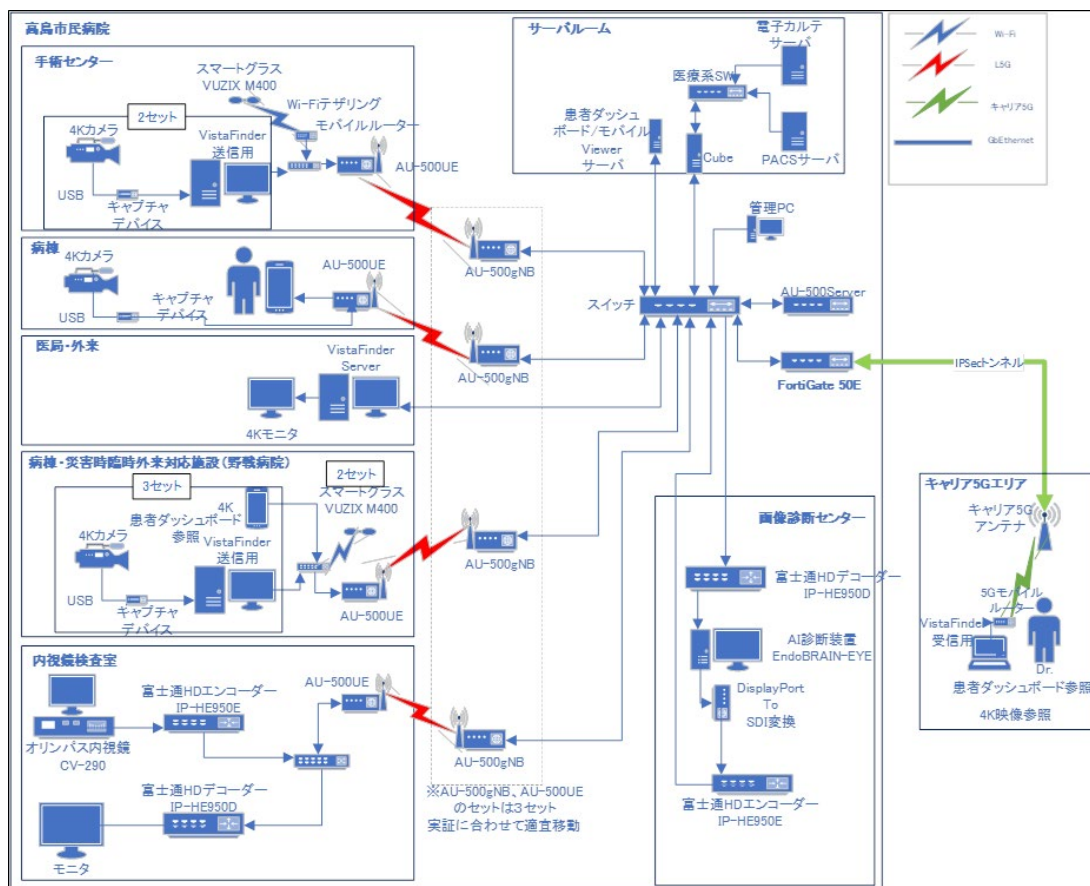 高島市民病院
手術センター
スマートグラス
VUZIX M400
Wi-Fiテザリング
モバイルルーター
2セット
4Kカメラ
VistaFinder
送信用
AU-500UE
USB
キャプチャ
デバイス
AU-500gNB
病棟
4Kカメラ
AU-500UE
USB
キャプチャ
デバイス
AU-500gNB
医局・外来
VistaFinder
Server
4Kモニタ
病棟・災害時臨時外来対応施設(野戦病院)
3セット
2セット
スマートグラス
VUZIX M400
4K
患者ダッシュボード
参照
4Kカメラ
VistaFinder
送信用
USB
キャプチャ
デバイス
AU-500UE
AU-500gNB
内視鏡検査室
富士通HDエンコーダー
IP-HE950E
AU-500UE
オリンパス内視鏡
CV-290
AU-500gNB
富士通HDデコーダー
IP-HE950D
モニタ
※AU-500gNB、AU-500UE
のセットは3セット
実証に合わせて適宜移動
サーバルーム
電子カルテ
サーバ
医療系SW
患者ダッシュ
ボード/モバイル
Viewer
サーバ
Cube
PACSサーバ
管理PC
スイッチ
AU-500Server
FortiGate 50E
IPSecトンネル
画像診断センター
富士通HDデコーダー
IP-HE950D
AI診断装置
EndoBRAIN-EYE
DisplayPort
To
SDI変換
富士通HDエンコーダー
IP-HE950E
Wi-Fi
L5G
キャリア5G
GbEthernet
キャリア5Gエリア
キャリア5G
アンテナ
5Gモバイル
ルーター
VistaFinder
受信用
Dr.
患者ダッシュボード参照
4K映像参照